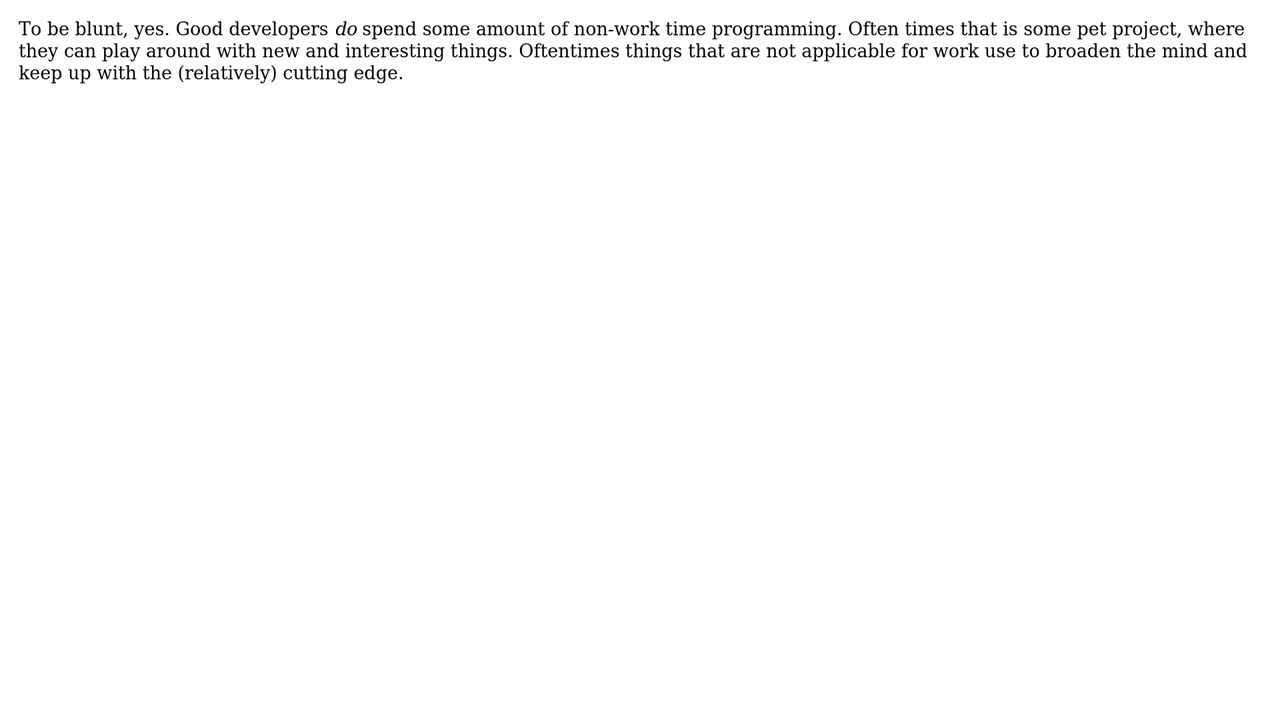 To be blunt, yes. Good developers do spend some amount of non-work time programming. Often times that is some pet project, where
they can play around with new and interesting things. Oftentimes things that are not applicable for work use to broaden the mind and
keep up with the (relatively) cutting edge.